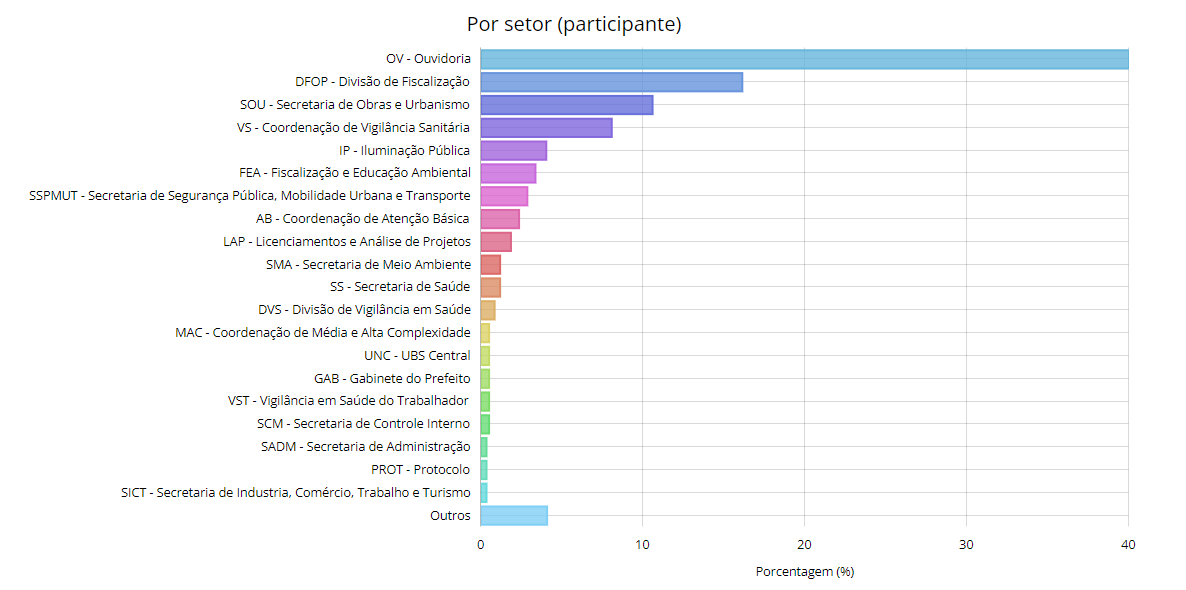 Por setor (participante)
OV - Ouvidoria
DFOP - Divisão de Fiscalização
SOU - Secretaria de Obras e Urbanismo
VS - Coordenação de Vigilância Sanitária
IP - Iluminação Pública
FEA - Fiscalização e Educação Ambiental
SSPMUT - Secretaria de Segurança Pública, Mobilidade Urbana e Transporte
AB - Coordenação de Atenção Básica
LAP - Licenciamentos e Análise de Projetos
SMA - Secretaria de Meio Ambiente
SS - Secretaria de Saúde
DVS - Divisão de Vigilância em Saúde
MAC - Coordenação de Média e Alta Complexidade
UNC - UBS Central
GAB - Gabinete do Prefeito
VST - Vigilância em Saúde do Trabalhador
SCM - Secretaria de Controle Interno
SADM - Secretaria de Administração
PROT - Protocolo
SICT - Secretaria de Industria, Comércio, Trabalho e Turismo
Outros
0 10 20 30 40
Porcentagem (%)